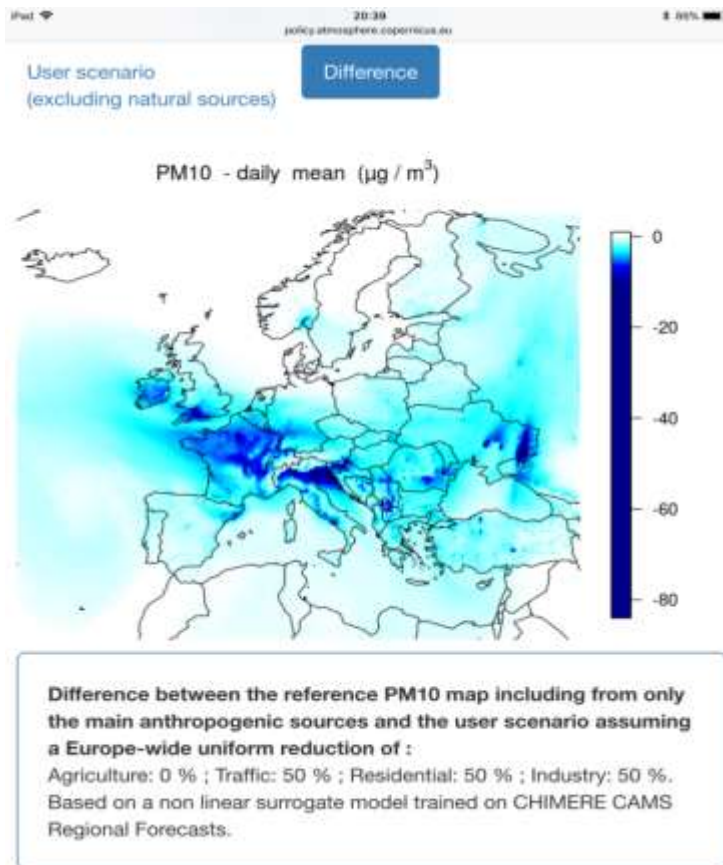 iPad 20:39 86%
policy.atmosphere.copernicus.eu
User scenario
(excluding natural sources)
Difference
PM10 - daily mean (µg / m³)
0
-20
-40
-60
-80
Difference between the reference PM10 map including from only
the main anthropogenic sources and the user scenario assuming
a Europe-wide uniform reduction of :
Agriculture: 0 % ; Traffic: 50 % ; Residential: 50 % ; Industry: 50 %.
Based on a non linear surrogate model trained on CHIMERE CAMS
Regional Forecasts.